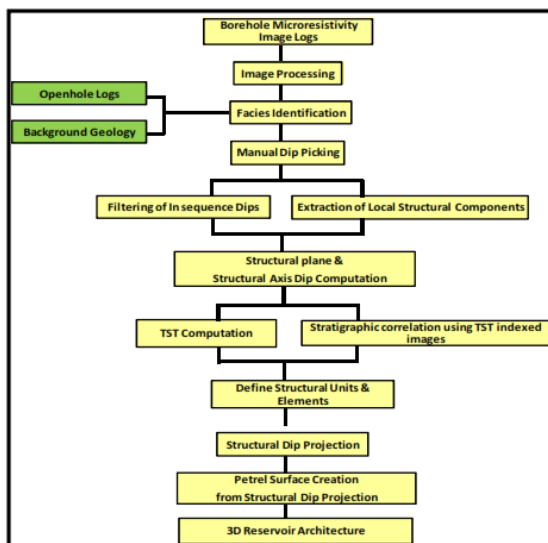 Borehole Microresistivity
Image Logs
Image Processing
Openhole Logs
Facies Identification
Background Geology
Manual Dip Picking
Filtering of In sequence Dips
Extraction of Local Structural Components
Structural plane &
Structural Axis Dip Computation
TST Computation
Stratigraphic correlation using TST indexed
images
Define Structural Units &
Elements
Structural Dip Projection
Petrel Surface Creation
from Structural Dip Projection
3D Reservoir Architecture